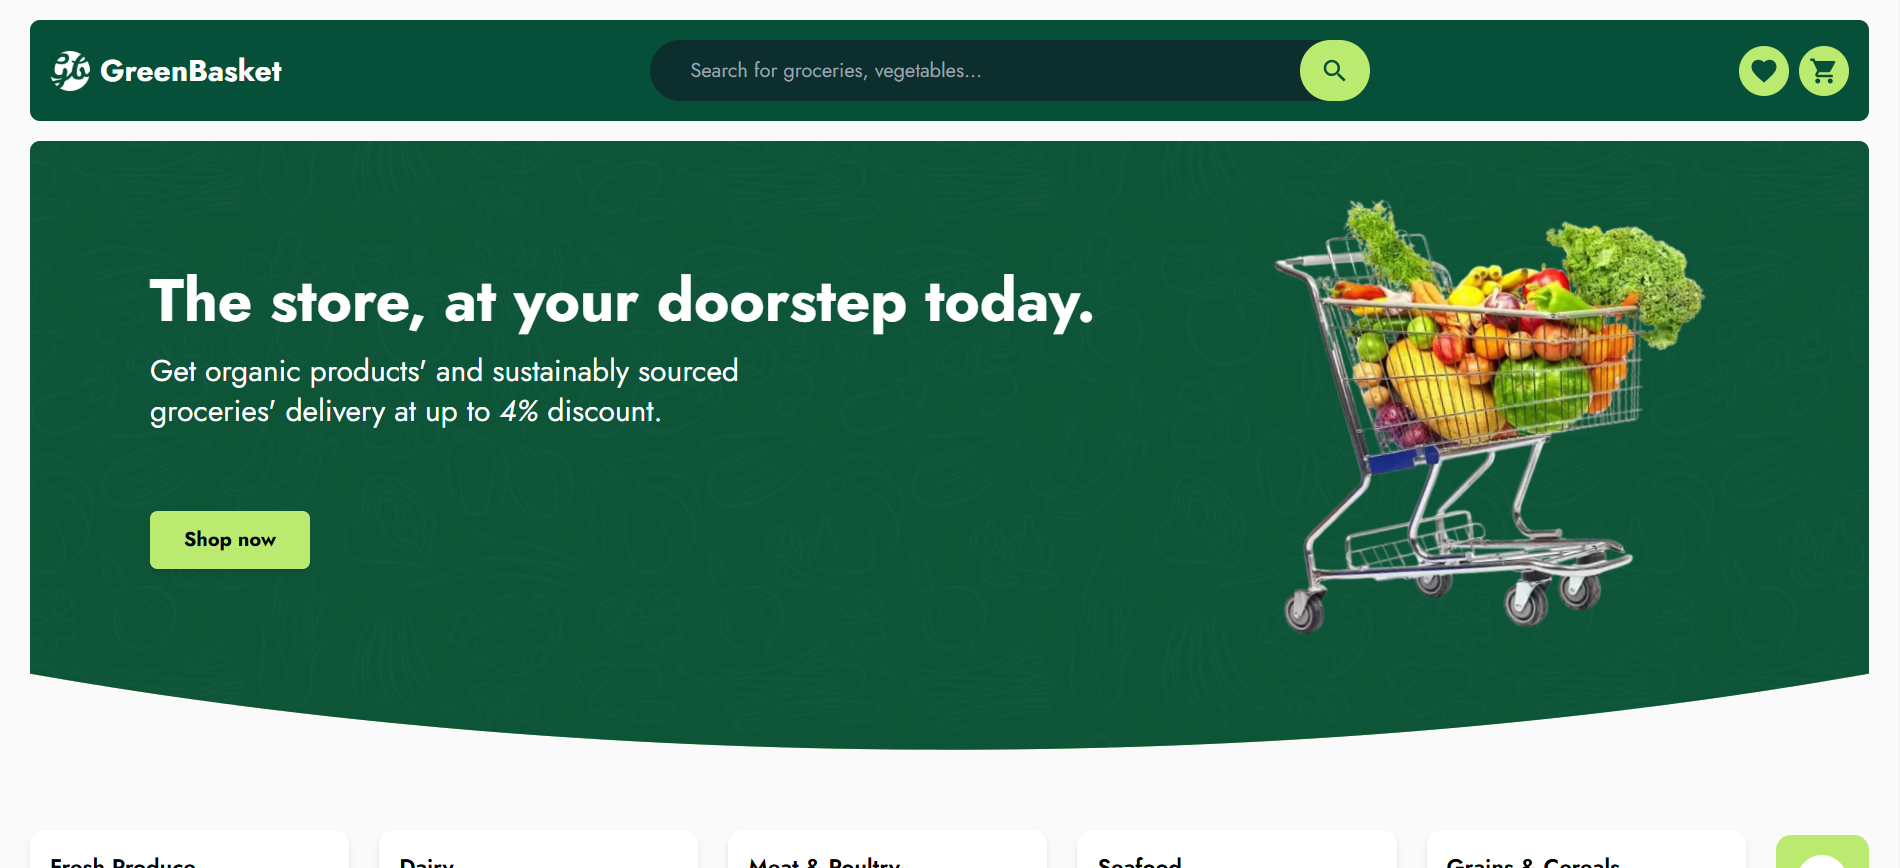 gb GreenBasket
Search for groceries, vegetables...
The store, at your doorstep today.
Get organic products' and sustainably sourced
groceries' delivery at up to 4% discount.
Shop now
Fresh Produce
Dairy
Meat & Poultry
Seafood
Grains & Cereals